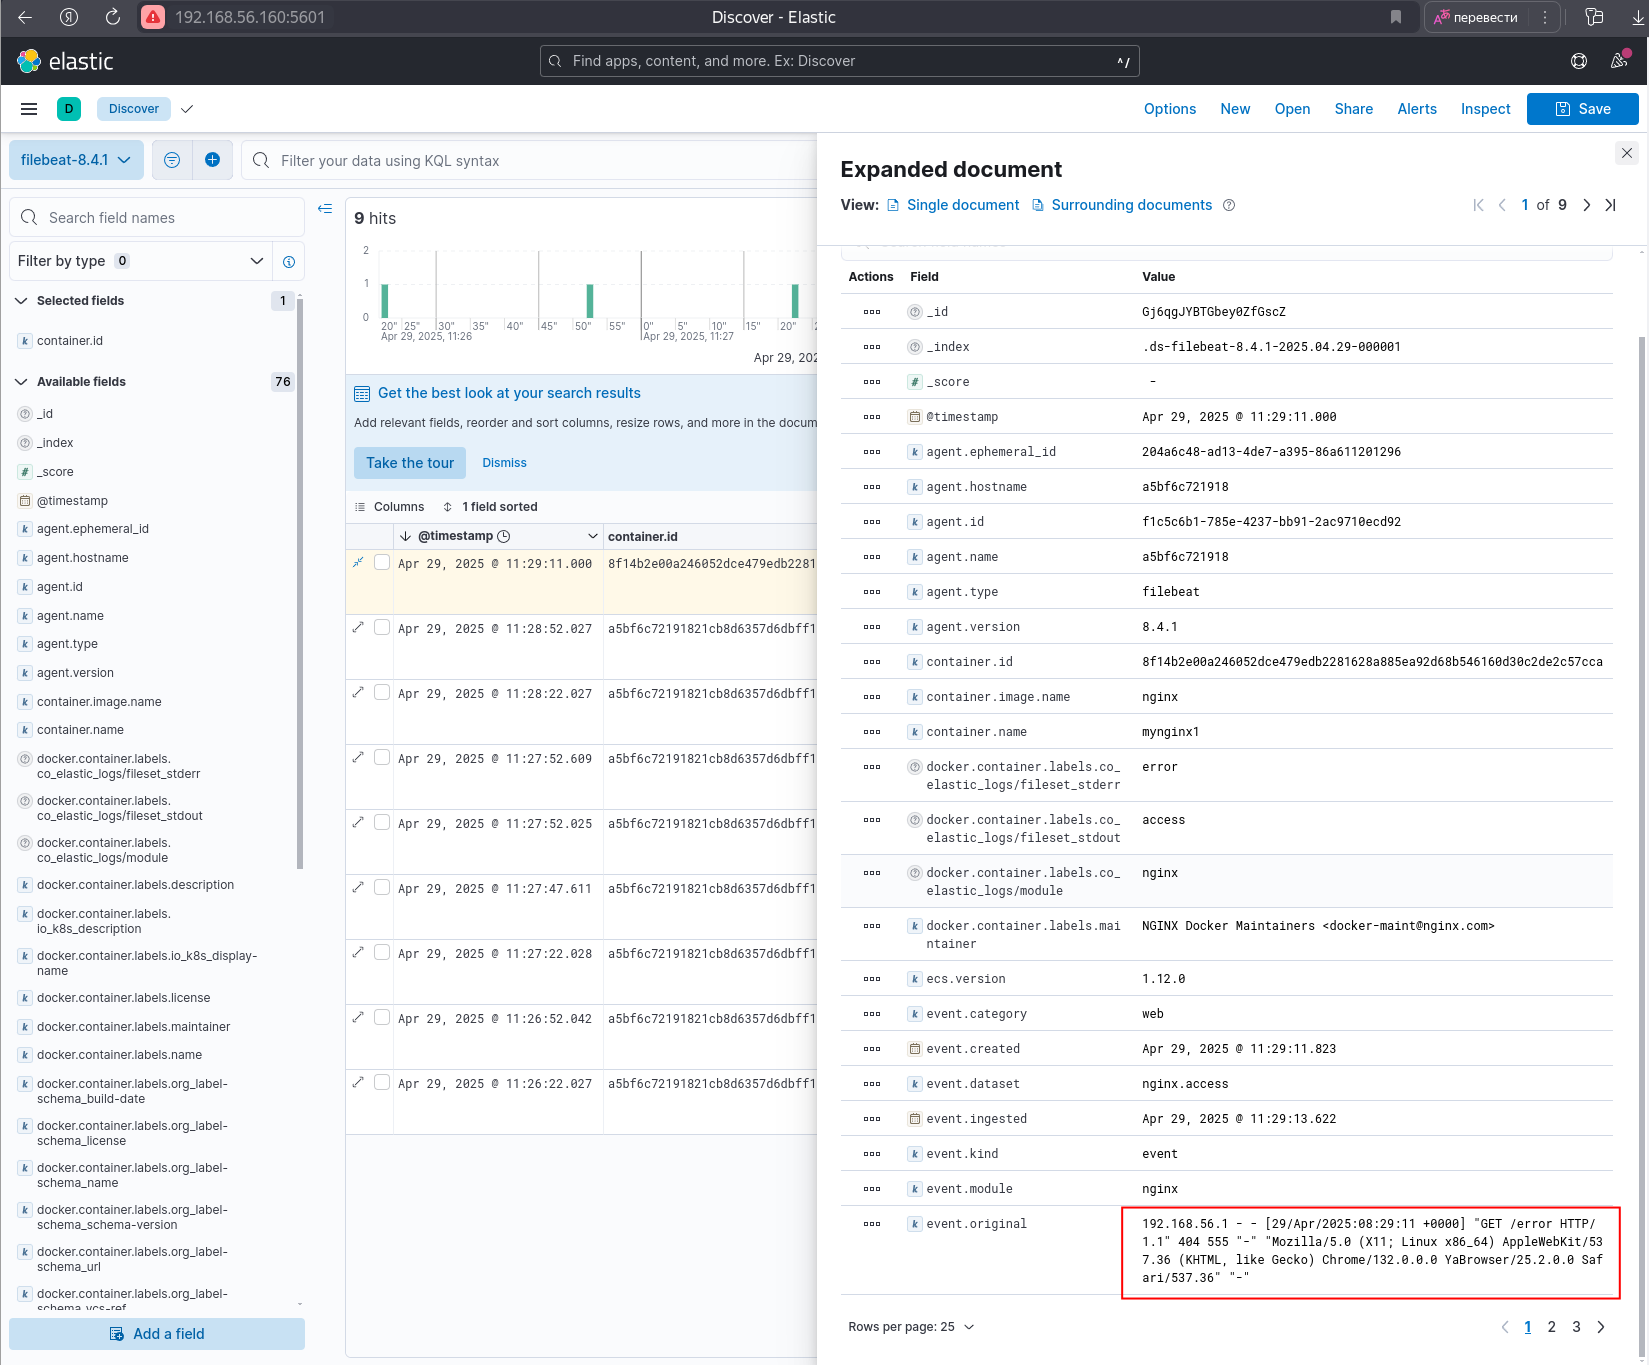 192.168.56.160:5601
Discover - Elastic
перевести
elastic
Find apps, content, and more. Ex: Discover
^/
D
Discover
Options
New
Open
Share
Alerts
Inspect
Save
filebeat-8.4.1
Filter your data using KQL syntax
Search field names
Filter by type 0
Selected fields
1
container.id
Available fields
76
_id
_index
_score
@timestamp
agent.ephemeral_id
agent.hostname
agent.id
agent.name
agent.type
agent.version
container.image.name
container.name
docker.container.labels.
co_elastic_logs/fileset_stderr
docker.container.labels.
co_elastic_logs/fileset_stdout
docker.container.labels.
co_elastic_logs/module
docker.container.labels.description
docker.container.labels.
io_k8s_description
docker.container.labels.io_k8s_display-
name
docker.container.labels.license
docker.container.labels.maintainer
docker.container.labels.name
docker.container.labels.org_label-
schema_build-date
docker.container.labels.org_label-
schema_license
docker.container.labels.org_label-
schema_name
docker.container.labels.org_label-
schema_schema-version
docker.container.labels.org_label-
schema_url
docker.container.labels.org_label-
schema_vcs-ref
Add a field
9 hits
2
1
0
20" 25" 30" 35" 40" 45" 50" 55" 0" 5" 10" 15" 20"
Apr 29, 2025, 11:26
Apr 29, 2025, 11:27
Apr 29, 202
Get the best look at your search results
Add relevant fields, reorder and sort columns, resize rows, and more in the docum
Take the tour
Dismiss
Columns
1 field sorted
@timestamp
container.id
Apr 29, 2025 @ 11:29:11.000 8f14b2e00a246052dce479edb2281
Apr 29, 2025 @ 11:28:52.027 a5bf6c72191821cb8d6357d6dbff1
Apr 29, 2025 @ 11:28:22.027 a5bf6c72191821cb8d6357d6dbff1
Apr 29, 2025 @ 11:27:52.609 a5bf6c72191821cb8d6357d6dbff1
Apr 29, 2025 @ 11:27:52.025 a5bf6c72191821cb8d6357d6dbff1
Apr 29, 2025 @ 11:27:47.611 a5bf6c72191821cb8d6357d6dbff1
Apr 29, 2025 @ 11:27:22.028 a5bf6c72191821cb8d6357d6dbff1
Apr 29, 2025 @ 11:26:52.042 a5bf6c72191821cb8d6357d6dbff1
Apr 29, 2025 @ 11:26:22.027 a5bf6c72191821cb8d6357d6dbff1
Expanded document
View: Single document Surrounding documents
1 of 9
Actions Field Value
_id Gj6qgJYBTGbey0ZfGscZ
_index .ds-filebeat-8.4.1-2025.04.29-000001
_score -
@timestamp Apr 29, 2025 @ 11:29:11.000
agent.ephemeral_id 204a6c48-ad13-4de7-a395-86a611201296
agent.hostname a5bf6c721918
agent.id f1c5c6b1-785e-4237-bb91-2ac9710ecd92
agent.name a5bf6c721918
agent.type filebeat
agent.version 8.4.1
container.id 8f14b2e00a246052dce479edb2281628a885ea92d68b546160d30c2de2c57cca
container.image.name nginx
container.name mynginx1
docker.container.labels.co_ error
elastic_logs/fileset_stderr
docker.container.labels.co_ access
elastic_logs/fileset_stdout
docker.container.labels.co_ nginx
elastic_logs/module
docker.container.labels.mai NGINX Docker Maintainers <docker-maint@nginx.com>
ntainer
ecs.version 1.12.0
event.category web
event.created Apr 29, 2025 @ 11:29:11.823
event.dataset nginx.access
event.ingested Apr 29, 2025 @ 11:29:13.622
event.kind event
event.module nginx
event.original 192.168.56.1 - - [29/Apr/2025:08:29:11 +0000] "GET /error HTTP/
1.1" 404 555 "-" "Mozilla/5.0 (X11; Linux x86_64) AppleWebKit/53
7.36 (KHTML, like Gecko) Chrome/132.0.0.0 YaBrowser/25.2.0.0 Saf
ari/537.36" "-"
Rows per page: 25
1 2 3